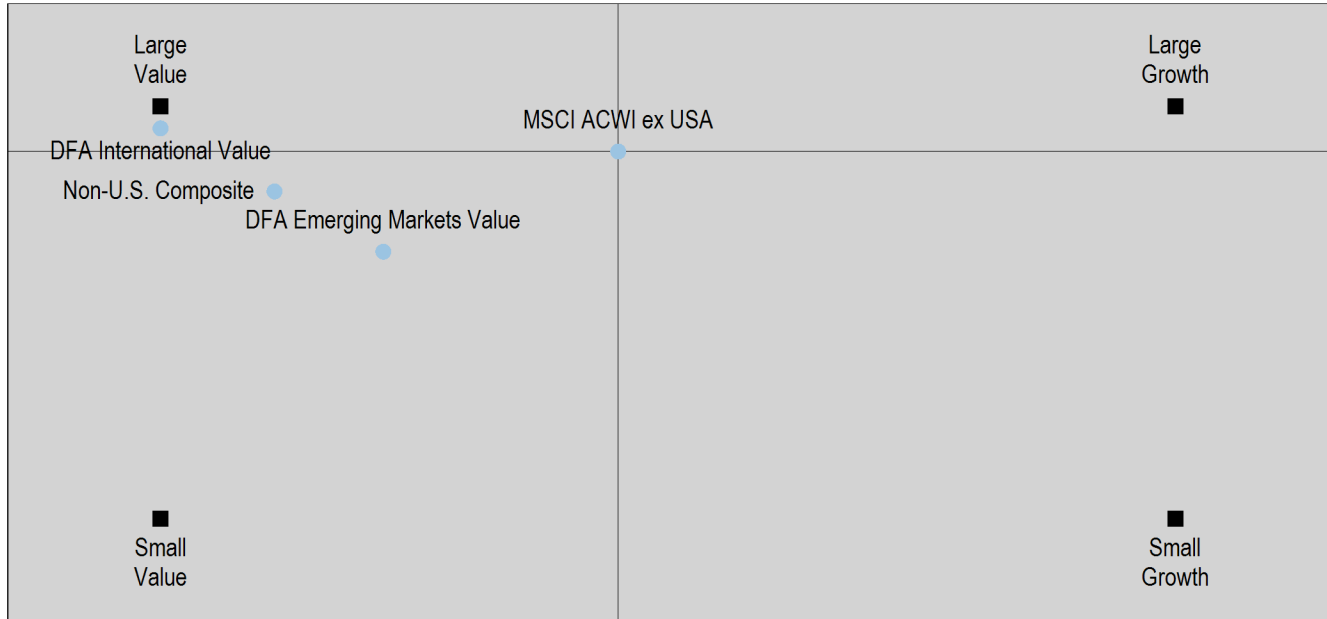 Large
Value
Large
Growth
MSCI ACWI ex USA
DFA International Value
Non-U.S. Composite
DFA Emerging Markets Value
Small
Value
Small
Growth